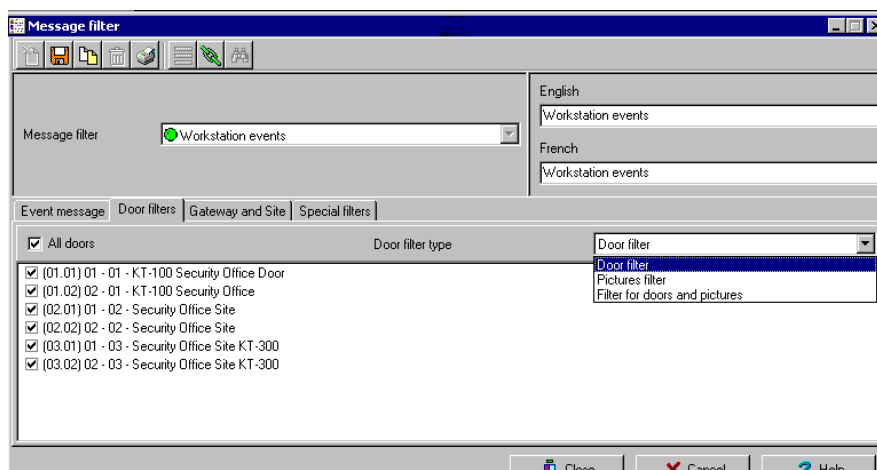 Message filter
English
Workstation events
Message filter
Workstation events
French
Workstation events
Event message
Door filters
Gateway and Site
Special filters
All doors
Door filter type
Door filter
Door filter
Pictures filter
Filter for doors and pictures
(01.01) 01 - 01 - KT-100 Security Office Door
(01.02) 02 - 01 - KT-100 Security Office
(02.01) 01 - 02 - Security Office Site
(02.02) 02 - 02 - Security Office Site
(03.01) 01 - 03 - Security Office Site KT-300
(03.02) 02 - 03 - Security Office Site KT-300
Close
Cancel
? Help